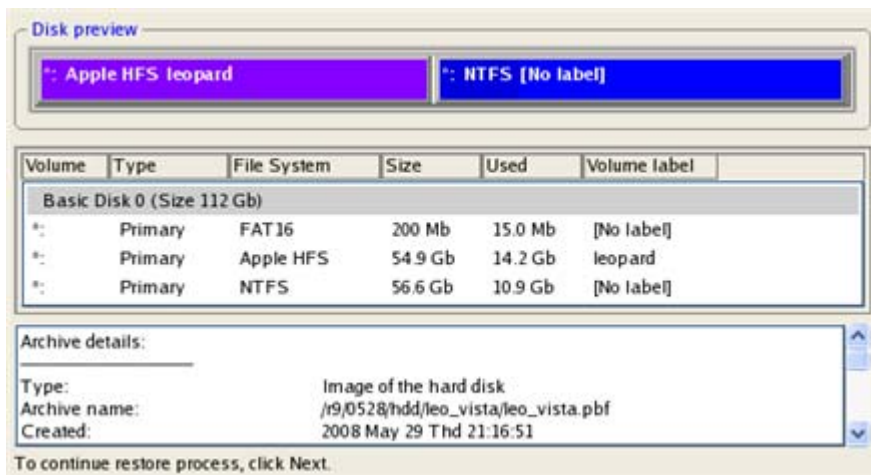 Disk preview
*: Apple HFS leopard *: NTFS [No label]
Volume Type File System Size Used Volume label
Basic Disk 0 (Size 112 Gb)
*: Primary FAT16 200 Mb 15.0 Mb [No label]
*: Primary Apple HFS 54.9 Gb 14.2 Gb leopard
*: Primary NTFS 56.6 Gb 10.9 Gb [No label]
Archive details:
Type: Image of the hard disk
Archive name: /r9/0528/hdd/leo_vista/leo_vista.pbf
Created: 2008 May 29 Thd 21:16:51
To continue restore process, click Next.